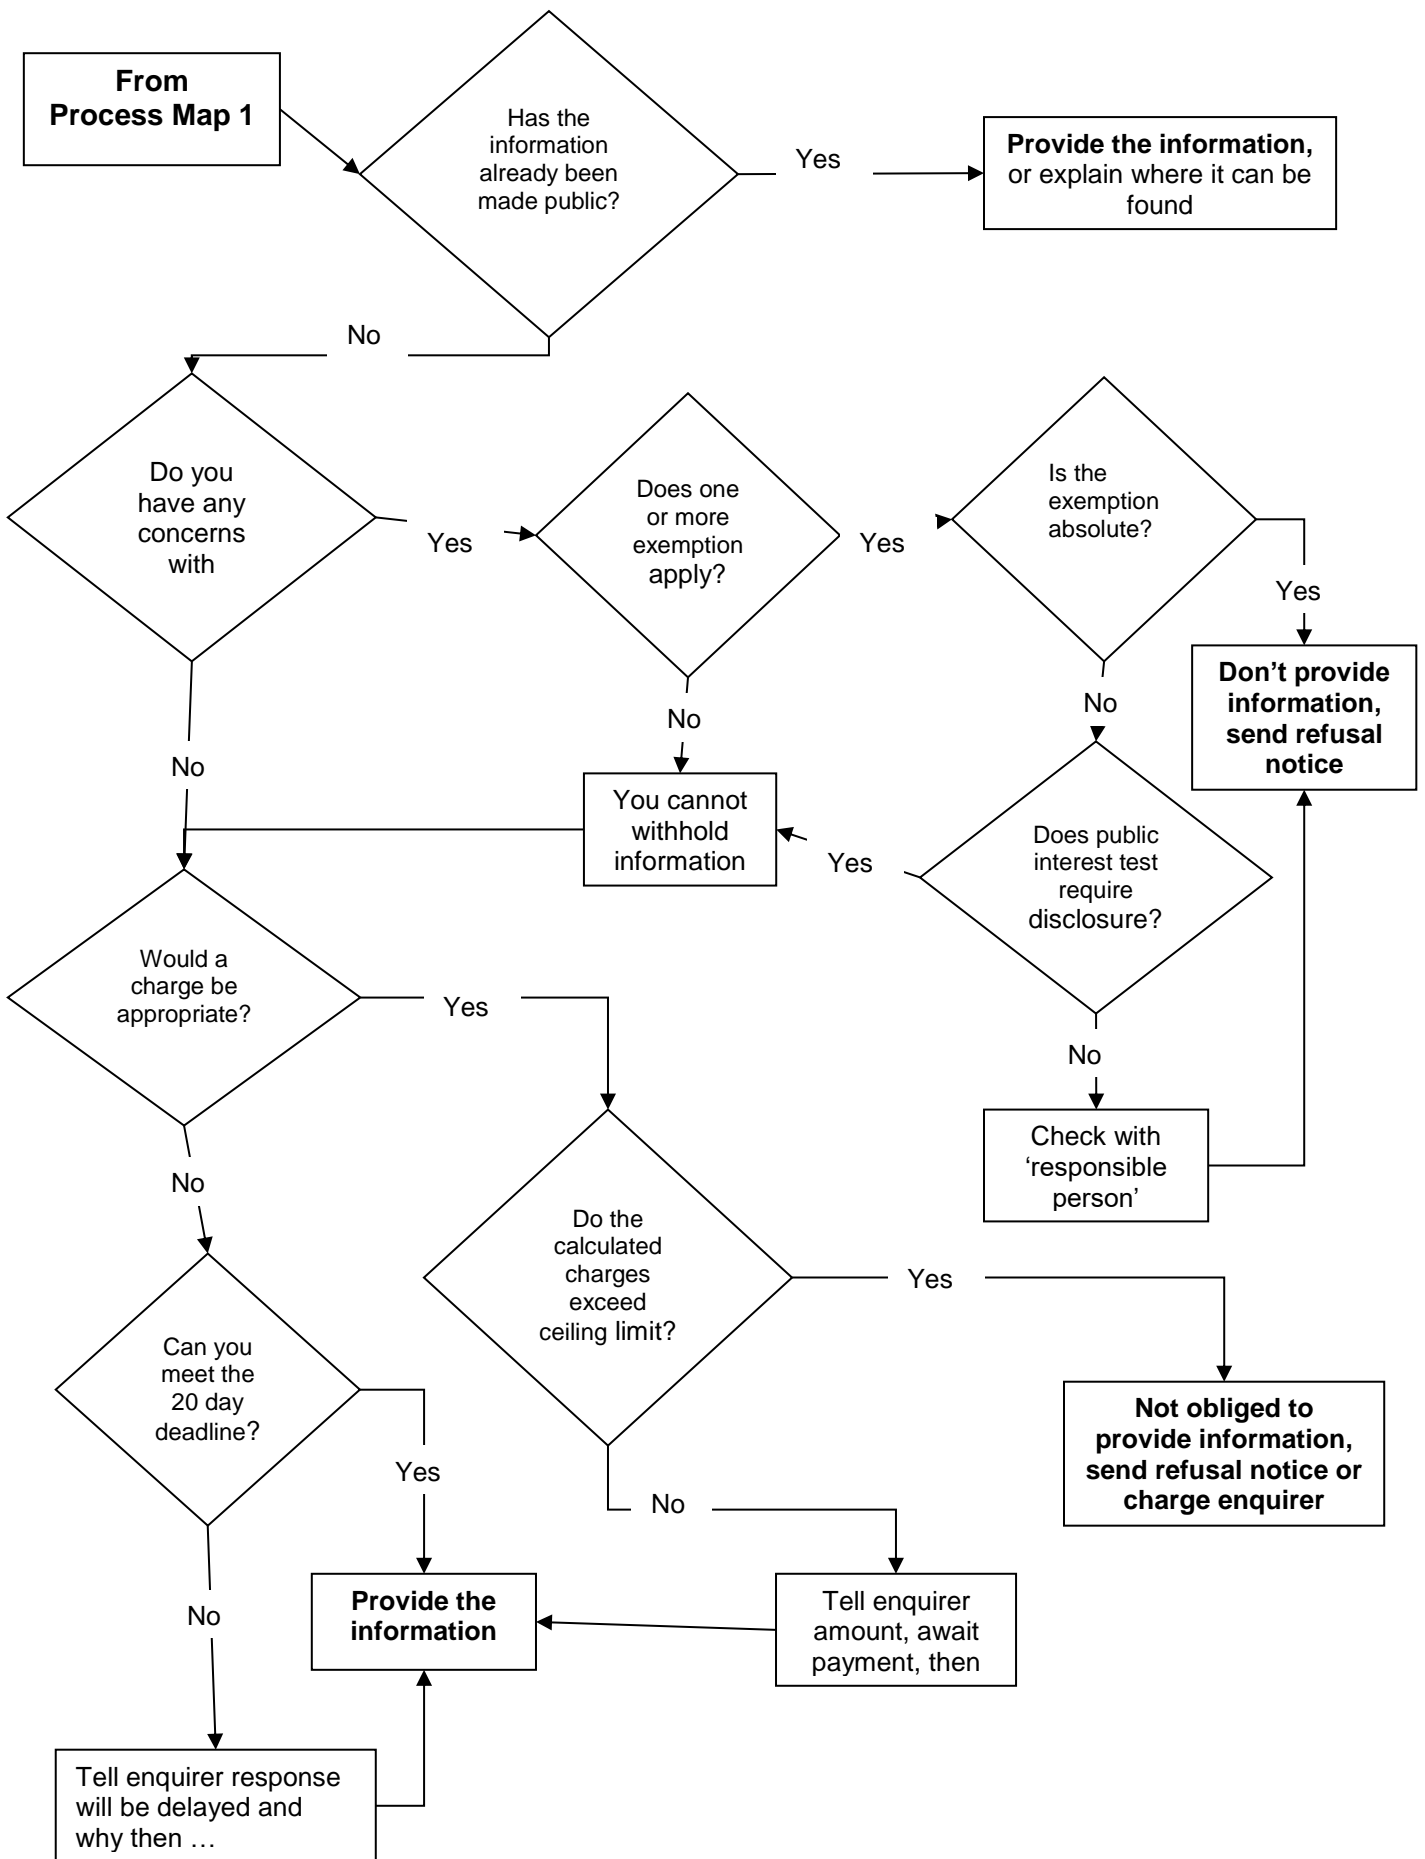 From
Process Map 1
Has the
information
already been
made public?
Yes
Provide the information,
or explain where it can be
found
No
Do you
have any
concerns
with
Yes
Does one
or more
exemption
apply?
Yes
Is the
exemption
absolute?
Yes
Don’t provide
information,
send refusal
notice
No
No
No
You cannot
withhold
information
Yes
Does public
interest test
require
disclosure?
Would a
charge be
appropriate?
Yes
No
Check with
‘responsible
person’
No
Do the
calculated
charges
exceed
ceiling limit?
Yes
Can you
meet the
20 day
deadline?
Not obliged to
provide information,
send refusal notice or
charge enquirer
Yes
No
No
Provide the
information
Tell enquirer
amount, await
payment, then
Tell enquirer response
will be delayed and
why then …